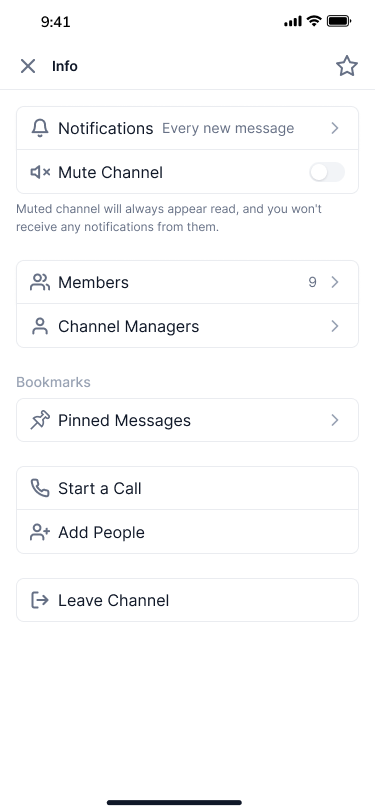 9:41
Info
Notifications Every new message
Mute Channel
Muted channel will always appear read, and you won't
receive any notifications from them.
Members 9
Channel Managers
Bookmarks
Pinned Messages
Start a Call
Add People
Leave Channel